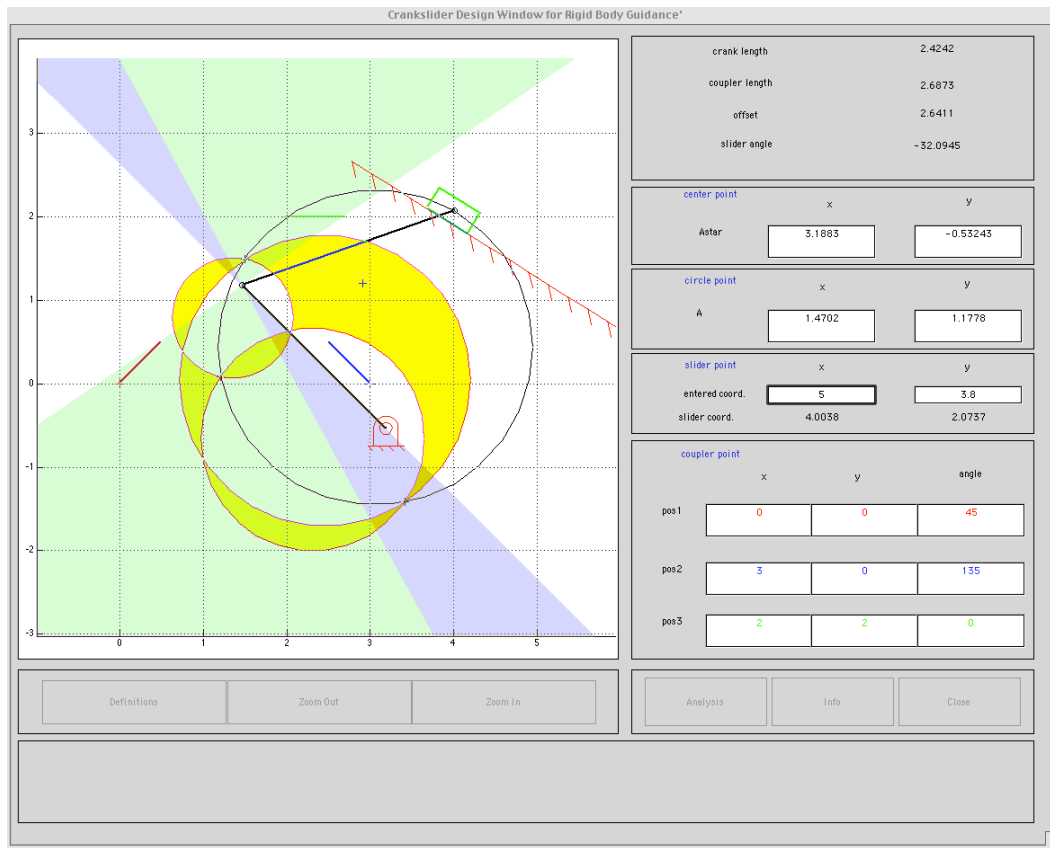 Crankslider Design Window for Rigid Body Guidance'
crank length 2.4242
coupler length 2.6873
offset 2.6411
slider angle -32.0945
center point
x y
Astar 3.1883 -0.53243
circle point
x y
A 1.4702 1.1778
slider point x y
entered coord. 5 3.8
slider coord. 4.0038 2.0737
coupler point
x y angle
pos1 0 0 45
pos2 3 0 135
pos3 2 2 0
3
2
1
0
-1
-2
-3
0 1 2 3 4 5
Definitions Zoom Out Zoom In
Analysis Info Close